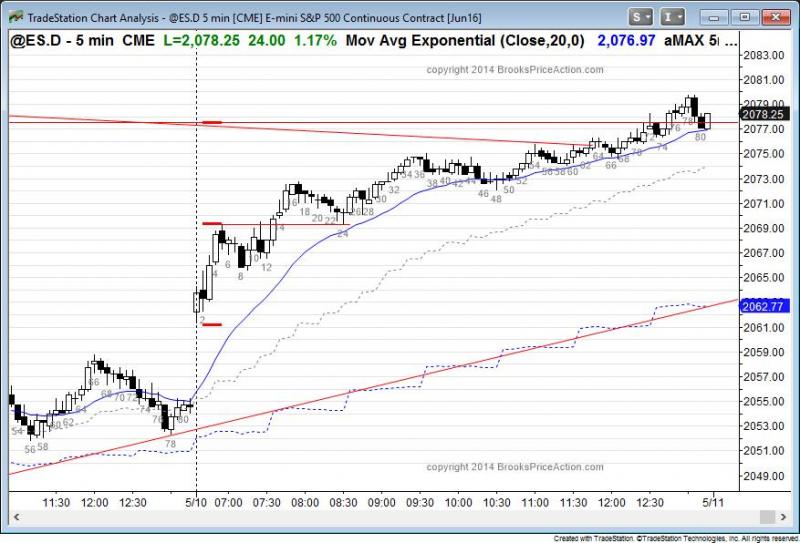 TradeStation Chart Analysis - @ES.D 5 min [CME] E-mini S&P 500 Continuous Contract [Jun16]
S I
@ES.D - 5 min CME L=2,078.25 24.00 1.17% Mov Avg Exponential (Close,20,0) 2,076.97 aMAX 5 ...
copyright 2014 BrooksPriceAction.com
2083.00
2081.00
2079.00
2078.25
2077.00
2075.00
2073.00
2071.00
2069.00
2067.00
2065.00
2062.77
2061.00
2059.00
2057.00
2055.00
2053.00
2051.00
2049.00
76 78
72 74 80
64 66 68 70
54 56 58 60 62
32 34 36 38 40 42 44 46 48 50 52
14 16 18 20 22 24 26 28 30
2 4 6 8 10 12
54 56 58 60 62 64 66 68 70 72 74 76 78 80
copyright 2014 BrooksPriceAction.com
11:30 12:00 12:30 5/10 07:00 07:30 08:00 08:30 09:00 09:30 10:00 10:30 11:00 11:30 12:00 12:30 5/11
Created with TradeStation. ©TradeStation Technologies, Inc. All rights reserved.